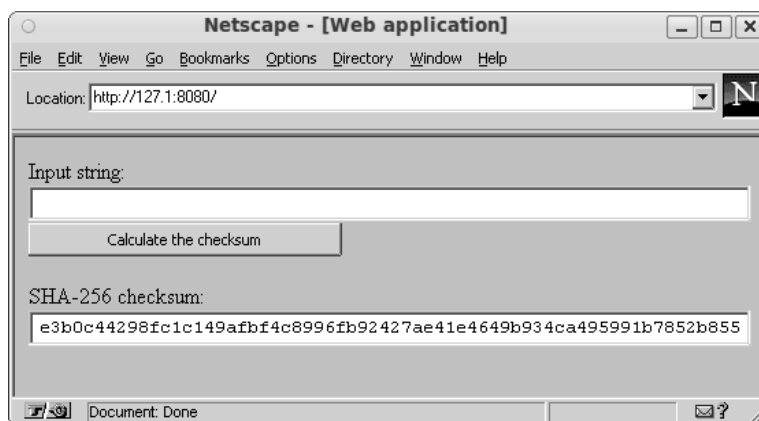 Netscape - [Web application]
File Edit View Go Bookmarks Options Directory Window Help
Location: http://127.1:8080/
N
Input string:
Calculate the checksum
SHA-256 checksum:
e3b0c44298fc1c149afbf4c8996fb92427ae41e4649b934ca495991b7852b855
Document: Done
?